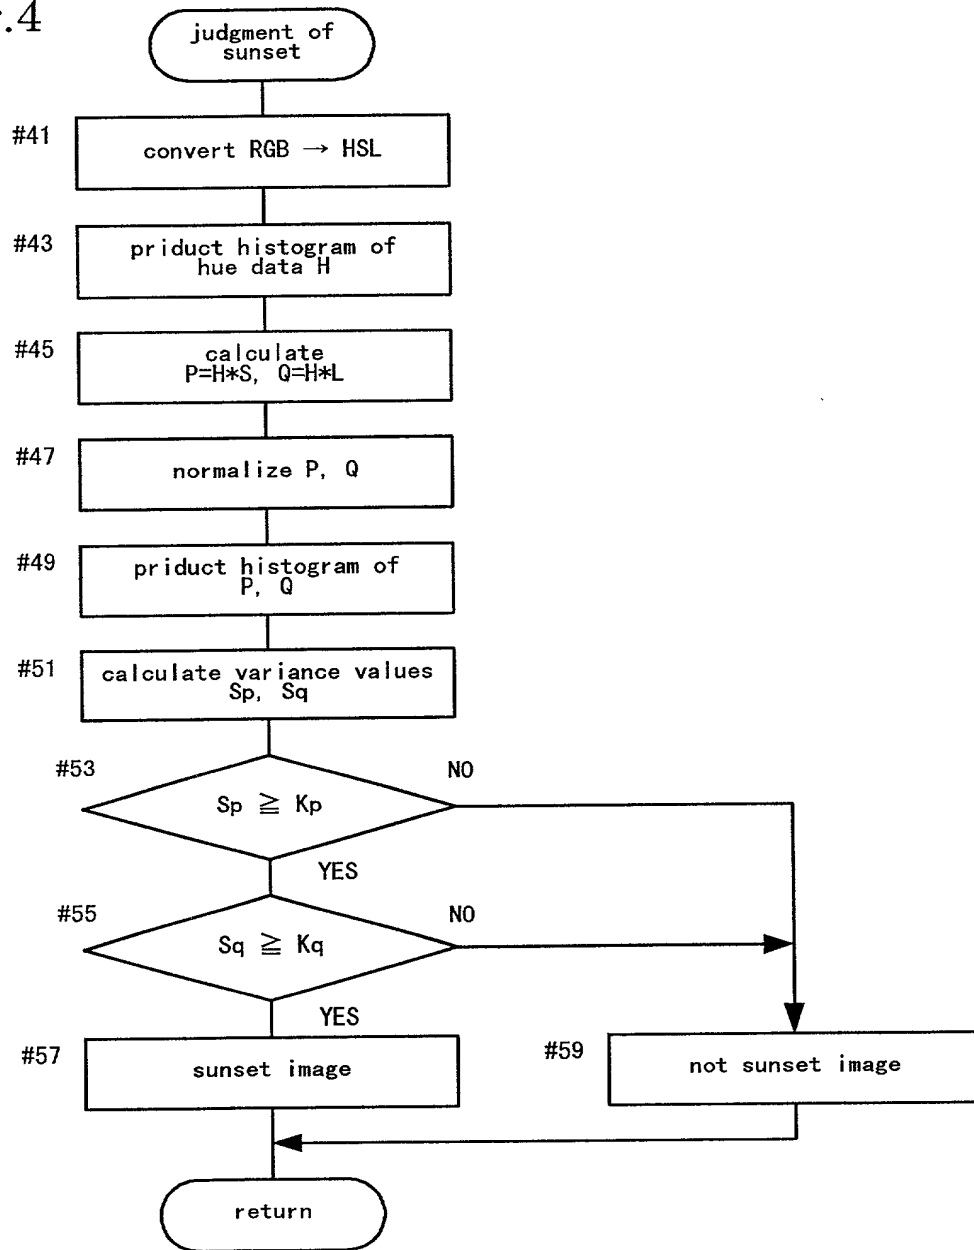 .4
judgment of
sunset
#41
convert RGB → HSL
#43
priduct histogram of
hue data H
#45
calculate
P=H*S, Q=H*L
#47
normalize P, Q
#49
priduct histogram of
P, Q
#51
calculate variance values
Sp, Sq
#53
Sp ≧ Kp
NO
YES
#55
Sq ≧ Kq
NO
YES
#57
sunset image
#59
not sunset image
return